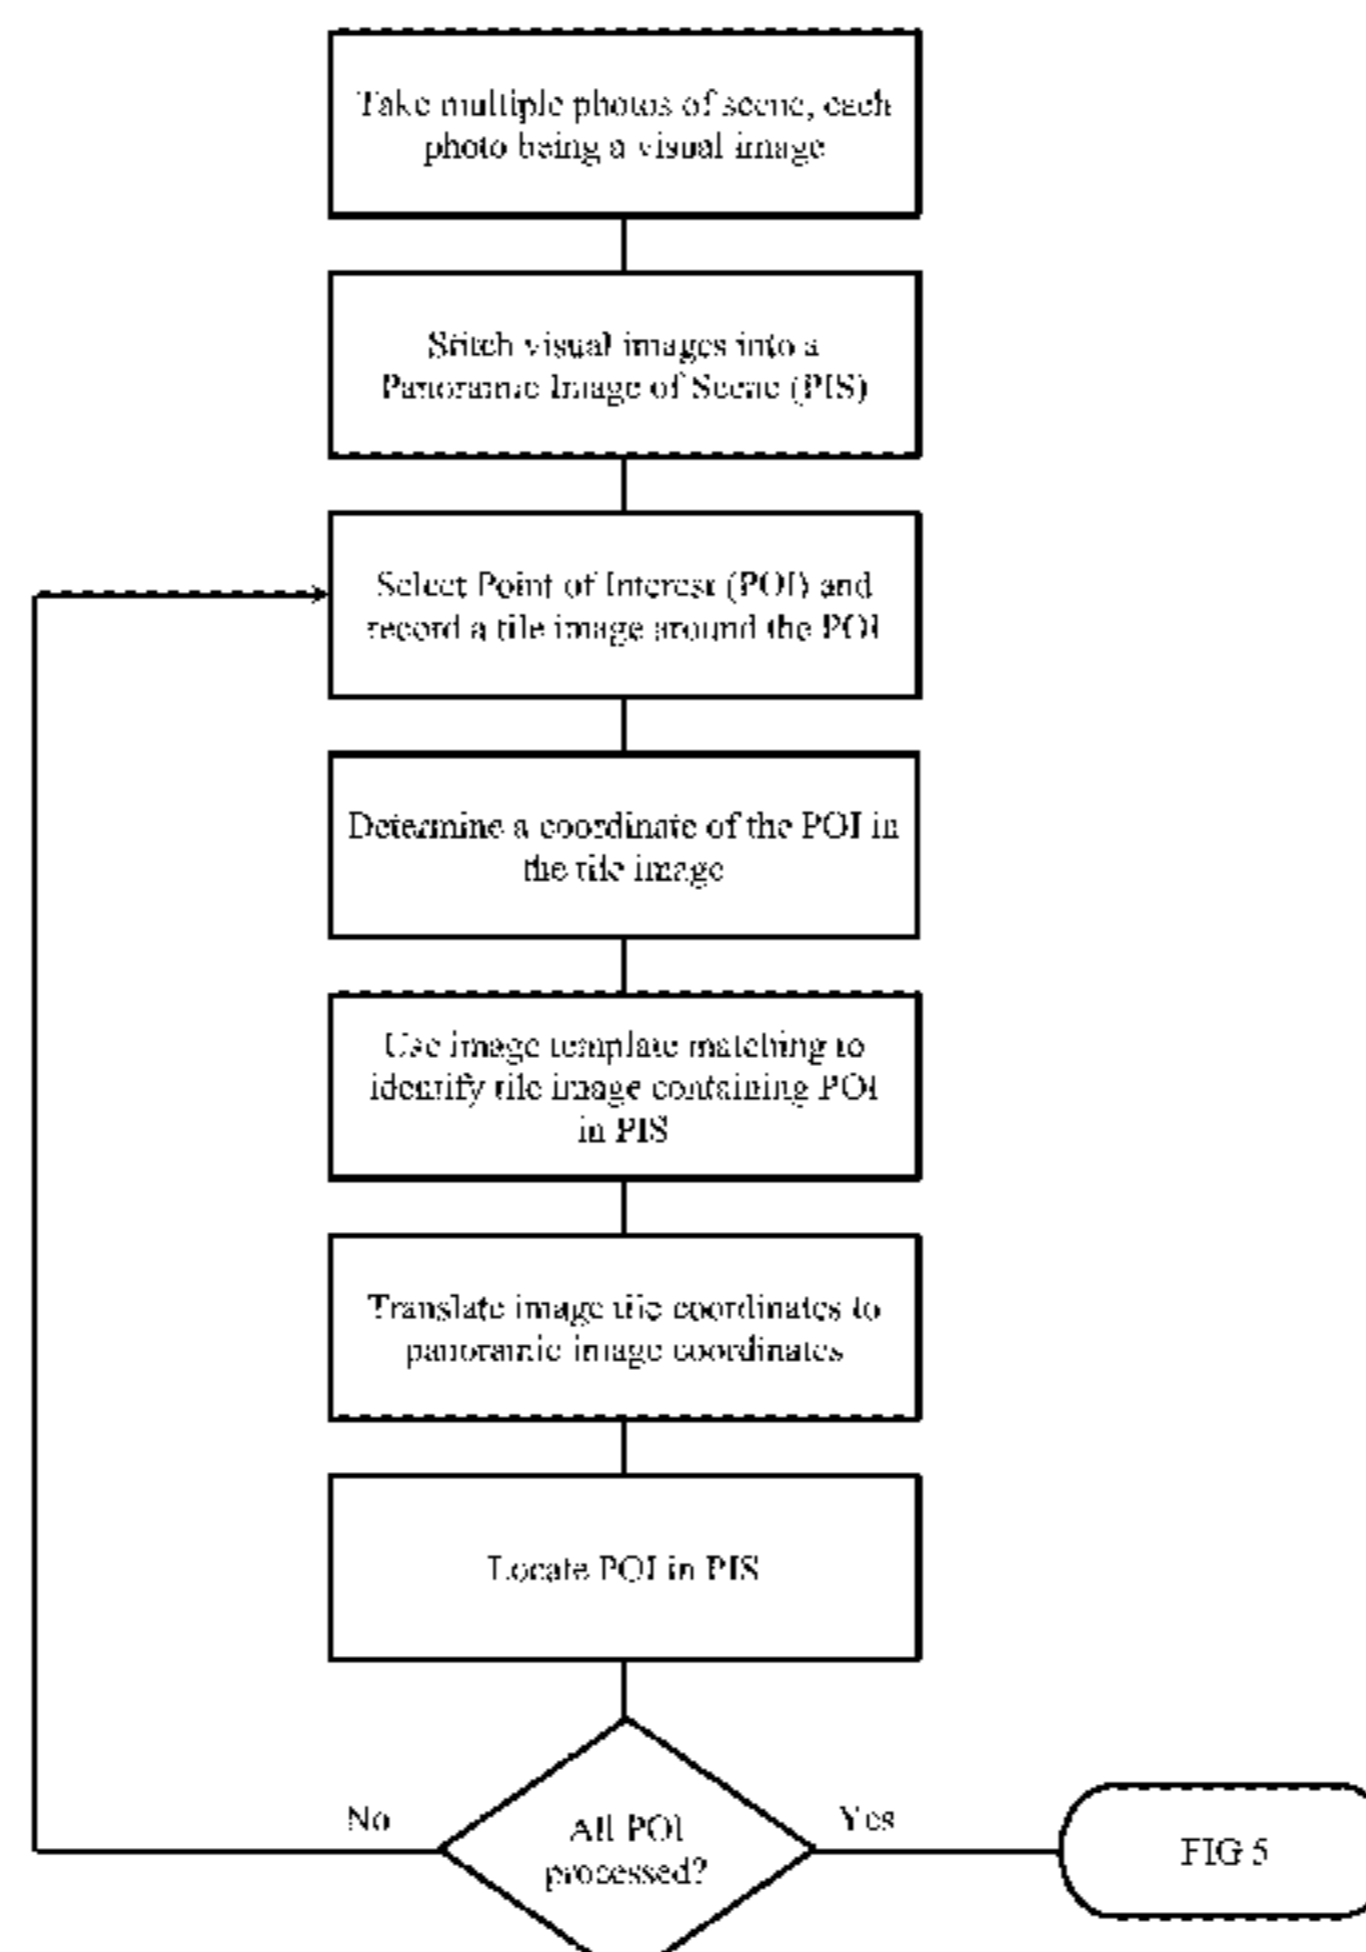 Take multiple photos of scene, each
photo being a visual image
Stitch visual images into a
Panoramic Image of Scene (PIS)
Select Point of Interest (POI) and
record a tile image around the POI
Determine a coordinate of the POI in
the tile image
Use image template matching to
identify tile image containing POI
in PIS
Translate image tile coordinates to
panoramic image coordinates
Locate POI in PIS
No
All POI
processed?
Yes
FIG 5